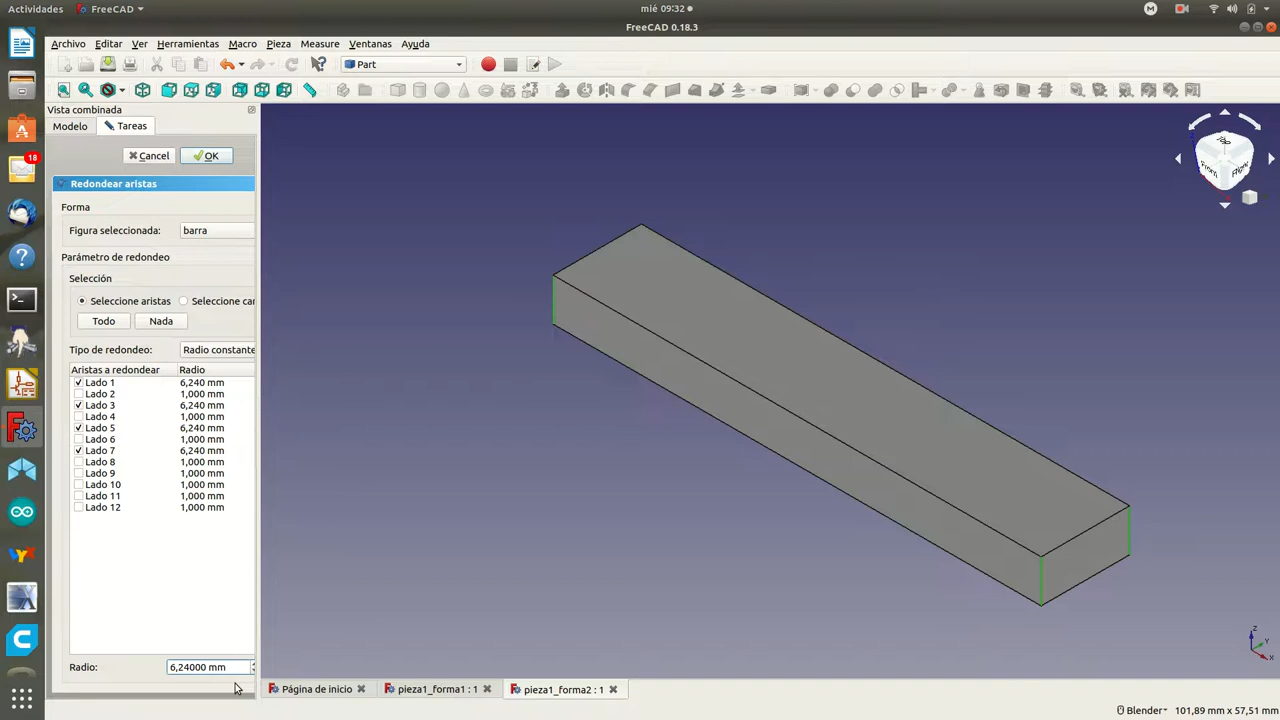 Actividades FreeCAD mié 09:32
FreeCAD 0.18.3
Archivo Editar Ver Herramientas Macro Pieza Measure Ventanas Ayuda
Part
Vista combinada
Modelo Tareas
Cancel OK
Redondear aristas
Forma
Figura seleccionada: barra
Parámetro de redondeo
Selección
Seleccione aristas Seleccione car
Todo Nada
Tipo de redondeo: Radio constante
Aristas a redondear Radio
Lado 1 6,240 mm
Lado 2 1,000 mm
Lado 3 6,240 mm
Lado 4 1,000 mm
Lado 5 6,240 mm
Lado 6 1,000 mm
Lado 7 6,240 mm
Lado 8 1,000 mm
Lado 9 1,000 mm
Lado 10 1,000 mm
Lado 11 1,000 mm
Lado 12 1,000 mm
Radio: 6,24000 mm
18
Front
Z
Y
X
Página de inicio pieza1_forma1 : 1 pieza1_forma2 : 1
Blender 101,89 mm x 57,51 mm